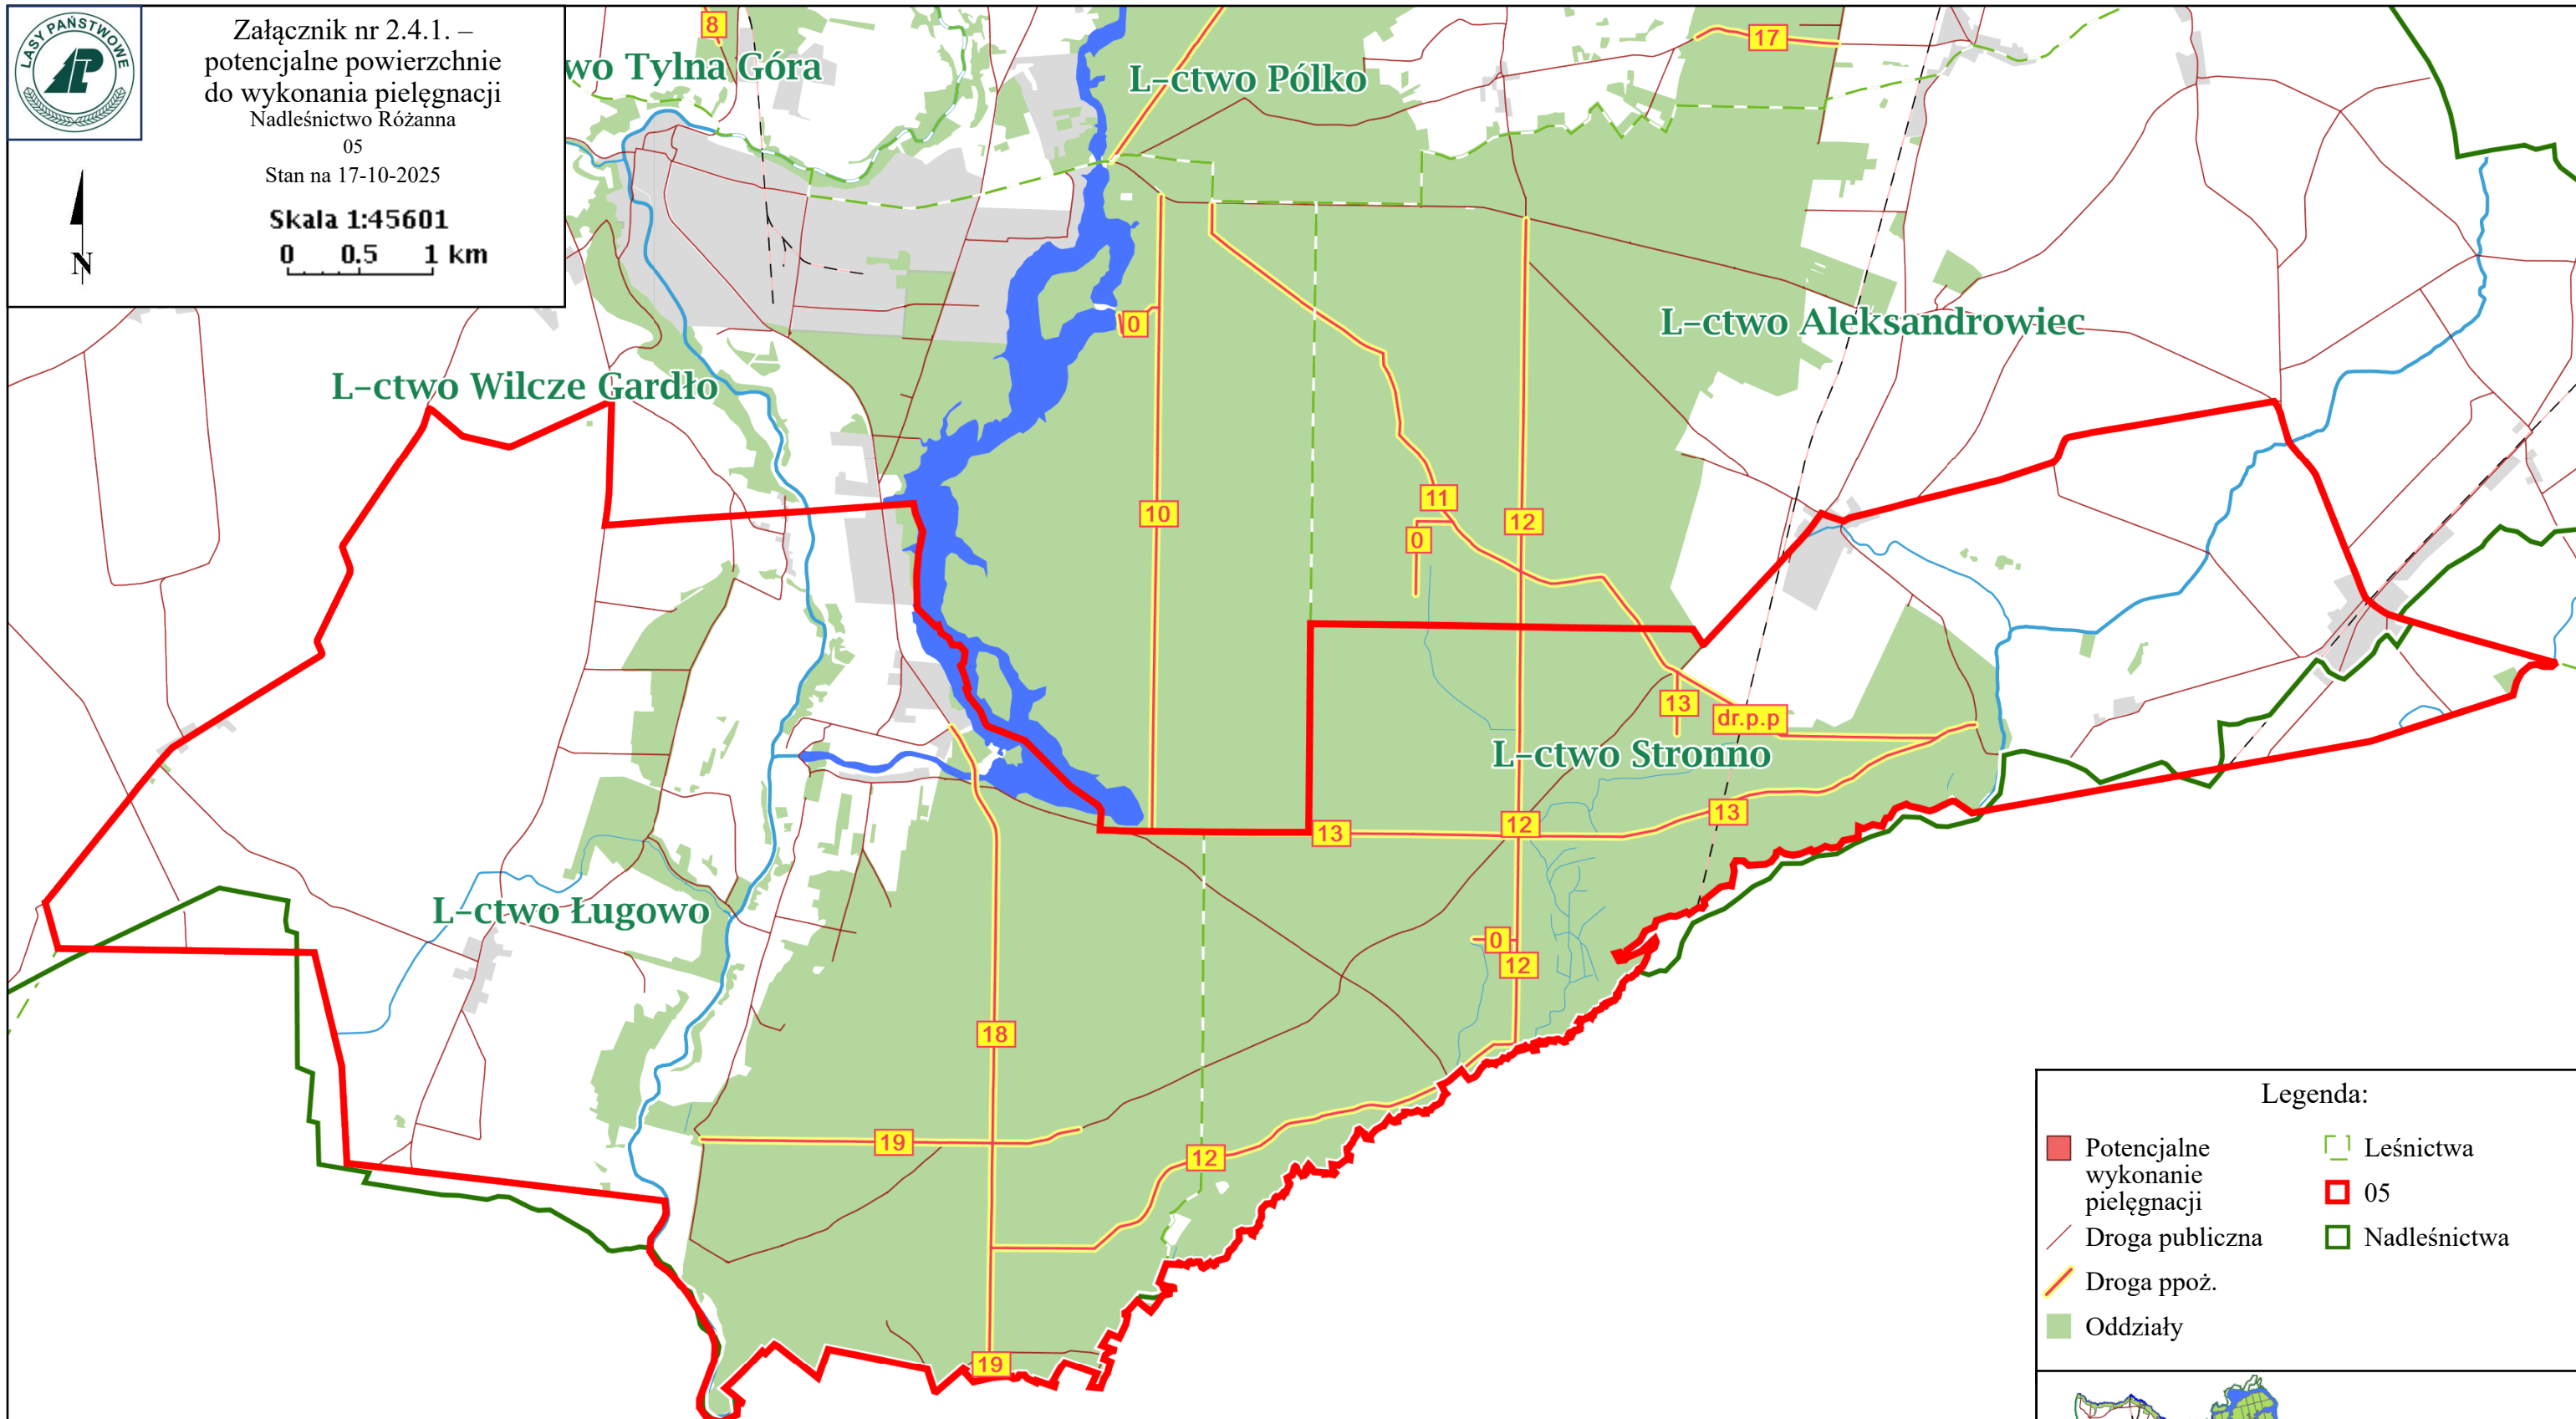 LASY PAŃSTWOWE
Załącznik nr 2.4.1. –
potencjalne powierzchnie
do wykonania pielęgnacji
Nadleśnictwo Różanna
05
Stan na 17-10-2025
Skala 1:45601
0 0.5 1 km
N
8
wo Tylna Góra
L-ctwo Pólko
17
L-ctwo Aleksandrowiec
0
L-ctwo Wilcze Gardło
10
11
12
0
13
dr.p.p
L-ctwo Stronno
13
12
13
L-ctwo Ługowo
0
12
18
19
12
19
Legenda:
Potencjalne
wykonanie
pielęgnacji
Droga publiczna
Droga ppoż.
Oddziały
Leśnictwa
05
Nadleśnictwa